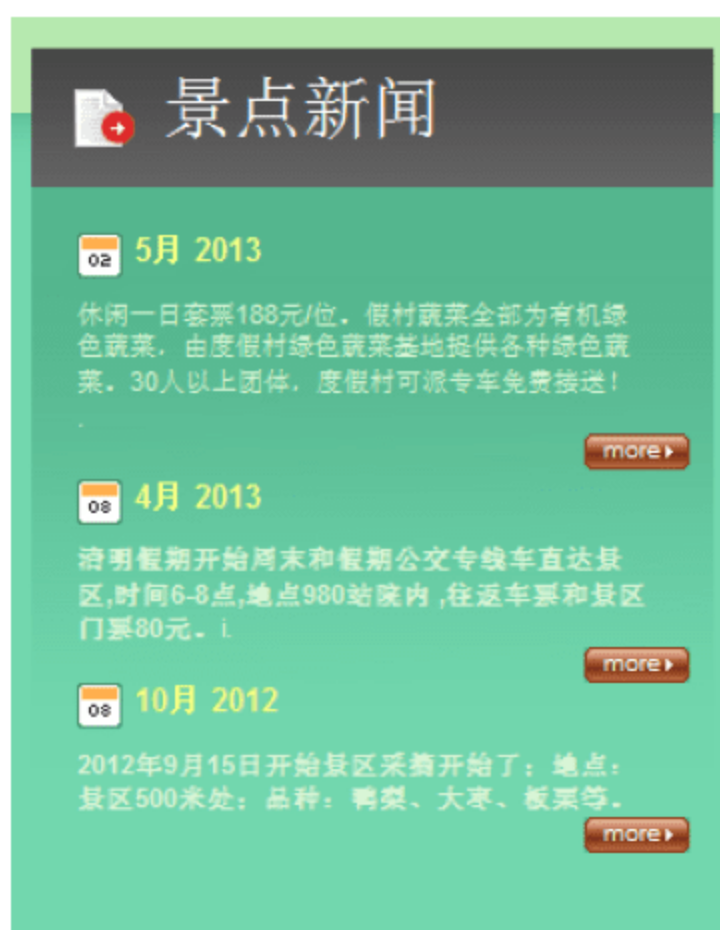 景点新闻
02
5月 2013
休闲一日套票188元/位。假村蔬菜全部为有机绿
色蔬菜，由度假村绿色蔬菜基地提供各种绿色蔬
菜。30人以上团体，度假村可派专车免费接送！
.
more
08
4月 2013
清明假期开始周末和假期公交专线车直达景
区,时间6-8点,地点980站院内 ,往返车票和景区
门票80元。i.
more
08
10月 2012
2012年9月15日开始景区采摘开始了；地点：
景区500米处；品种：鸭梨、大枣、板栗等。
more